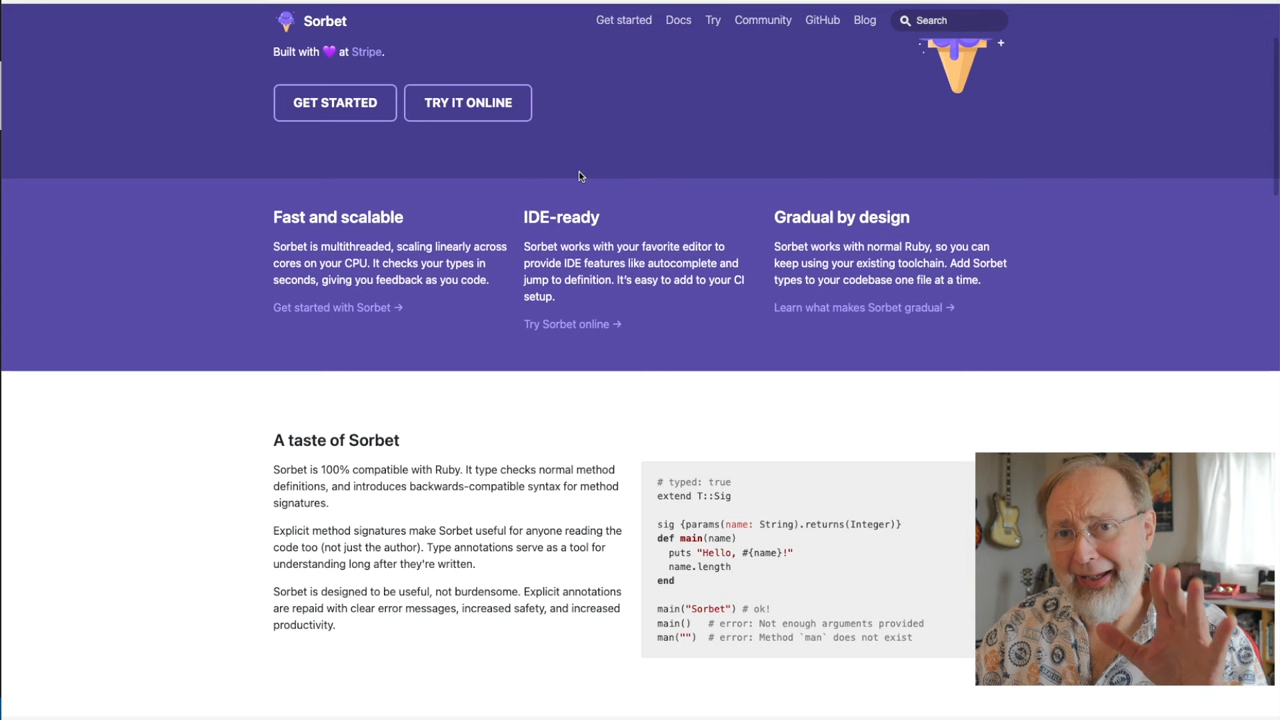 Sorbet
Get started
Docs
Try
Community
GitHub
Blog
Search
Built with 💜 at Stripe.
GET STARTED
TRY IT ONLINE
Fast and scalable
Sorbet is multithreaded, scaling linearly across
cores on your CPU. It checks your types in
seconds, giving you feedback as you code.
Get started with Sorbet →
IDE-ready
Sorbet works with your favorite editor to
provide IDE features like autocomplete and
jump to definition. It's easy to add to your CI
setup.
Try Sorbet online →
Gradual by design
Sorbet works with normal Ruby, so you can
keep using your existing toolchain. Add Sorbet
types to your codebase one file at a time.
Learn what makes Sorbet gradual →
A taste of Sorbet
Sorbet is 100% compatible with Ruby. It type checks normal method
definitions, and introduces backwards-compatible syntax for method
signatures.
Explicit method signatures make Sorbet useful for anyone reading the
code too (not just the author). Type annotations serve as a tool for
understanding long after they're written.
Sorbet is designed to be useful, not burdensome. Explicit annotations
are repaid with clear error messages, increased safety, and increased
productivity.
# typed: true
extend T::Sig
sig {params(name: String).returns(Integer)}
def main(name)
  puts "Hello, #{name}!"
  name.length
end
main("Sorbet") # ok!
main()   # error: Not enough arguments provided
man("")  # error: Method `man` does not exist